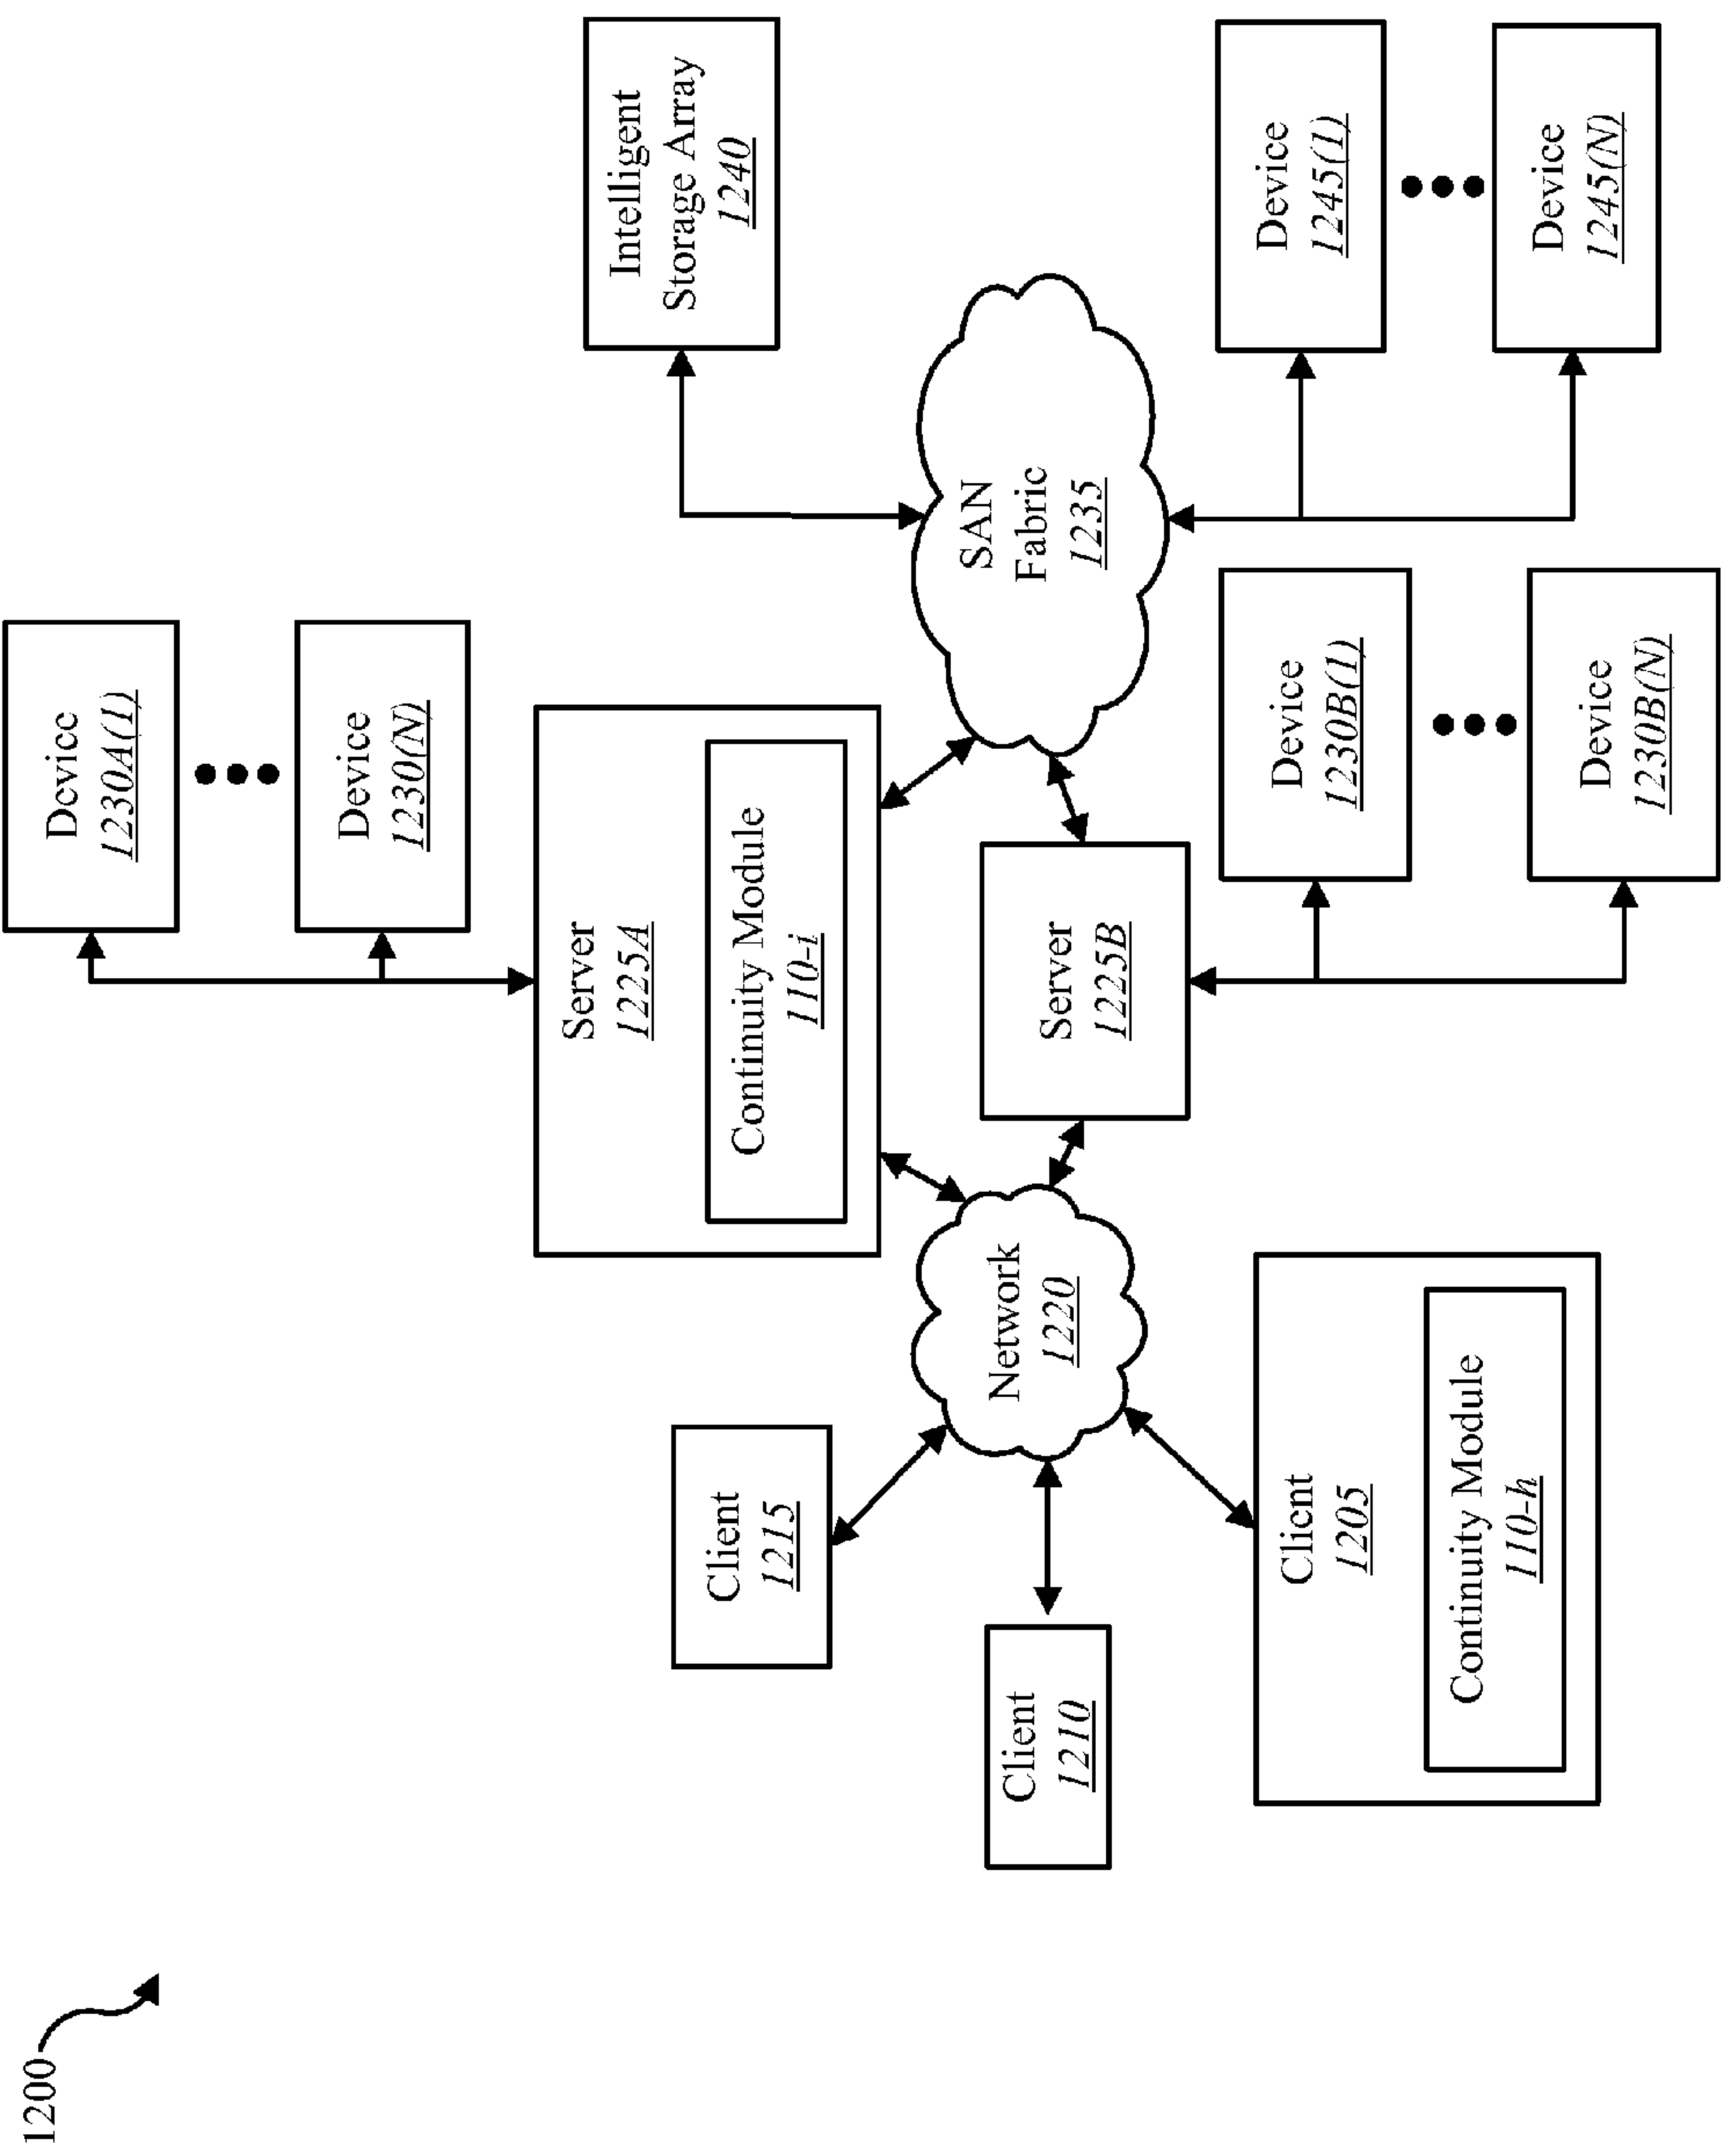 1200
Device
1230A(1)
Device
1230(N)
Intelligent
Storage Array
1240
Server
1225A
Continuity Module
110-i
Client
1215
Client
1210
Network
1220
SAN
Fabric
1235
Server
1225B
Client
1205
Continuity Module
110-h
Device
1230B(1)
Device
1230B(N)
Device
1245(1)
Device
1245(N)